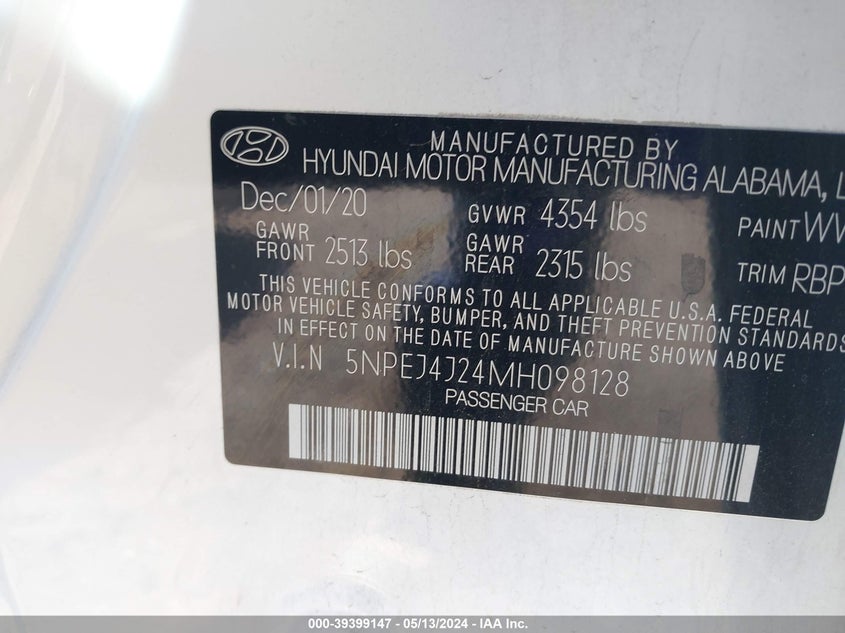 MANUFACTURED BY
HYUNDAI MOTOR MANUFACTURING ALABAMA, L
Dec/01/20 GVWR 4354 lbs PAINT WV
GAWR FRONT 2513 lbs GAWR REAR 2315 lbs TRIM RBP
THIS VEHICLE CONFORMS TO ALL APPLICABLE U.S.A. FEDERAL
MOTOR VEHICLE SAFETY, BUMPER, AND THEFT PREVENTION STANDARDS
IN EFFECT ON THE DATE OF MANUFACTURE SHOWN ABOVE
V.I.N 5NPEJ4J24MH098128
PASSENGER CAR
000-39399147 - 05/13/2024 - IAA Inc.